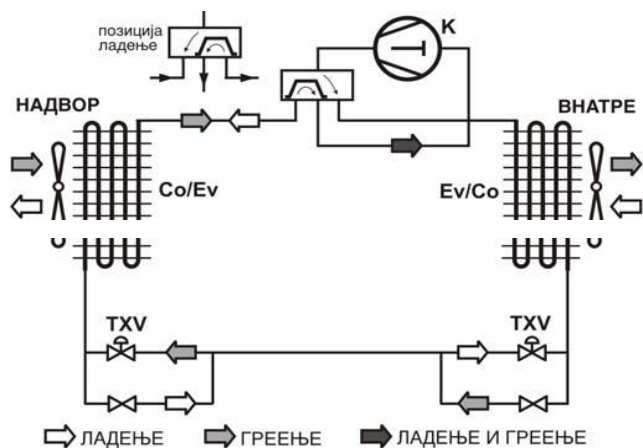 позиција
ладење
K
НАДВОР
ВНАТРЕ
Co/Ev
Ev/Co
TXV
TXV
ЛАДЕЊЕ
ГРЕЕЊЕ
ЛАДЕЊЕ И ГРЕЕЊЕ